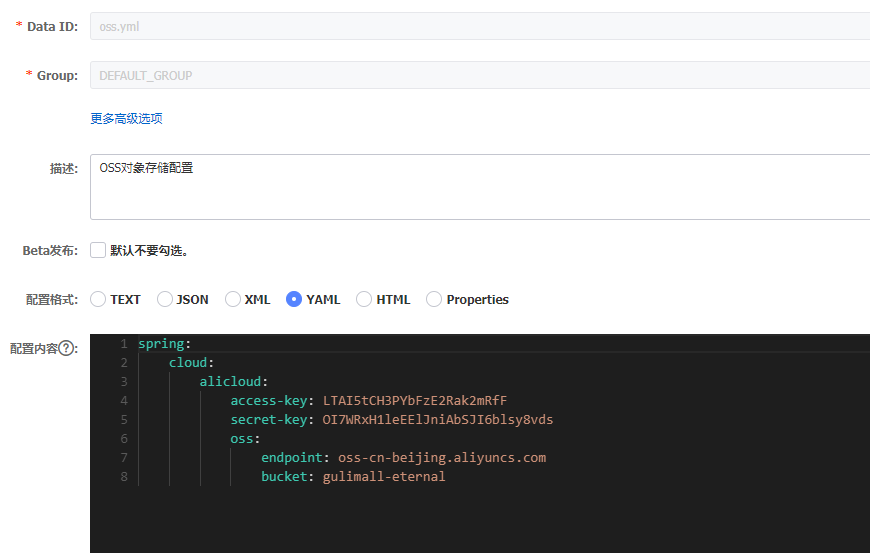 * Data ID: oss.yml
* Group: DEFAULT_GROUP
更多高级选项
描述: OSS对象存储配置
Beta发布: 默认不要勾选。
配置格式: TEXT JSON XML YAML HTML Properties
配置内容?:
1 spring:
2 cloud:
3 alicloud:
4 access-key: LTAI5tCH3PYbFzE2Rak2mRfF
5 secret-key: OI7WRxH1leEElJniAbSJI6blsy8vds
6 oss:
7 endpoint: oss-cn-beijing.aliyuncs.com
8 bucket: gulimall-eternal